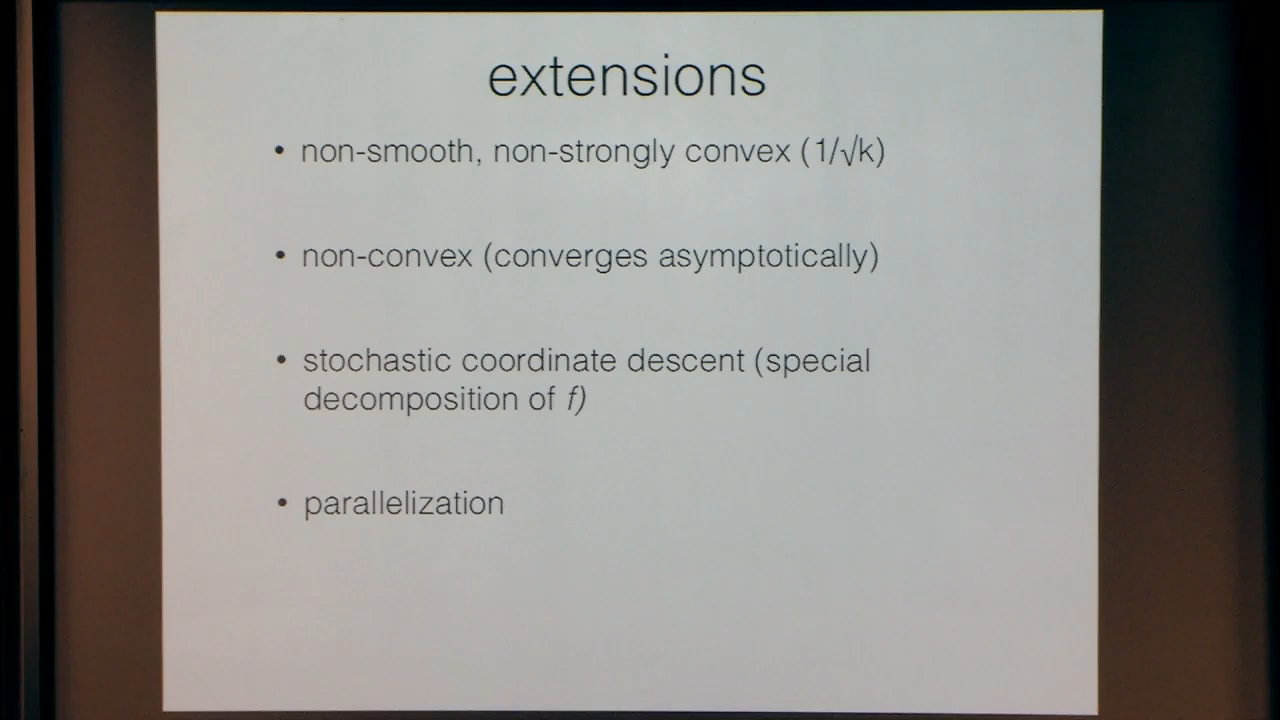 extensions
• non-smooth, non-strongly convex (1/√k)
• non-convex (converges asymptotically)
• stochastic coordinate descent (special
decomposition of f)
• parallelization